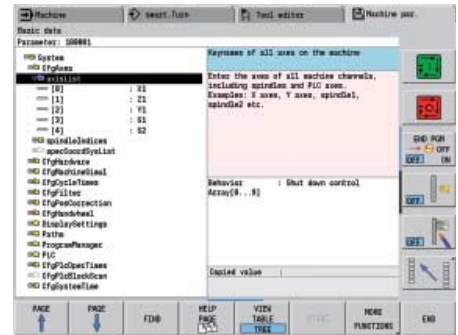 Machine
smart.Turn
Tool editor
Machine par.
Basic data
Parameter: 100001
System
CfgAxes
axisList
[0] : X1
[1] : Z1
[2] : Y1
[3] : S1
[4] : S2
spindleIndices
specCoordSysList
CfgHardware
CfgMachineSimul
CfgCycleTimes
CfgFilter
CfgPosCorrection
CfgHandwheel
DisplaySettings
Paths
ProgramManager
PLC
CfgPlcOperTimes
CfgPlcBlockScan
CfgSystemTime
Keynames of all axes on the machine
Enter the axes of all machine channels,
including spindles and PLC axes.
Examples: X axes, Y axes, spindle1,
spindle2 etc.
Behavior : Shut down control
Array[0...9]
Copied value :
END PGM
OFF
OFF ON
OFF
OFF
PAGE
PAGE
FIND
HELP
PAGE
VIEW
TABLE
TREE
MORE
FUNCTIONS
END